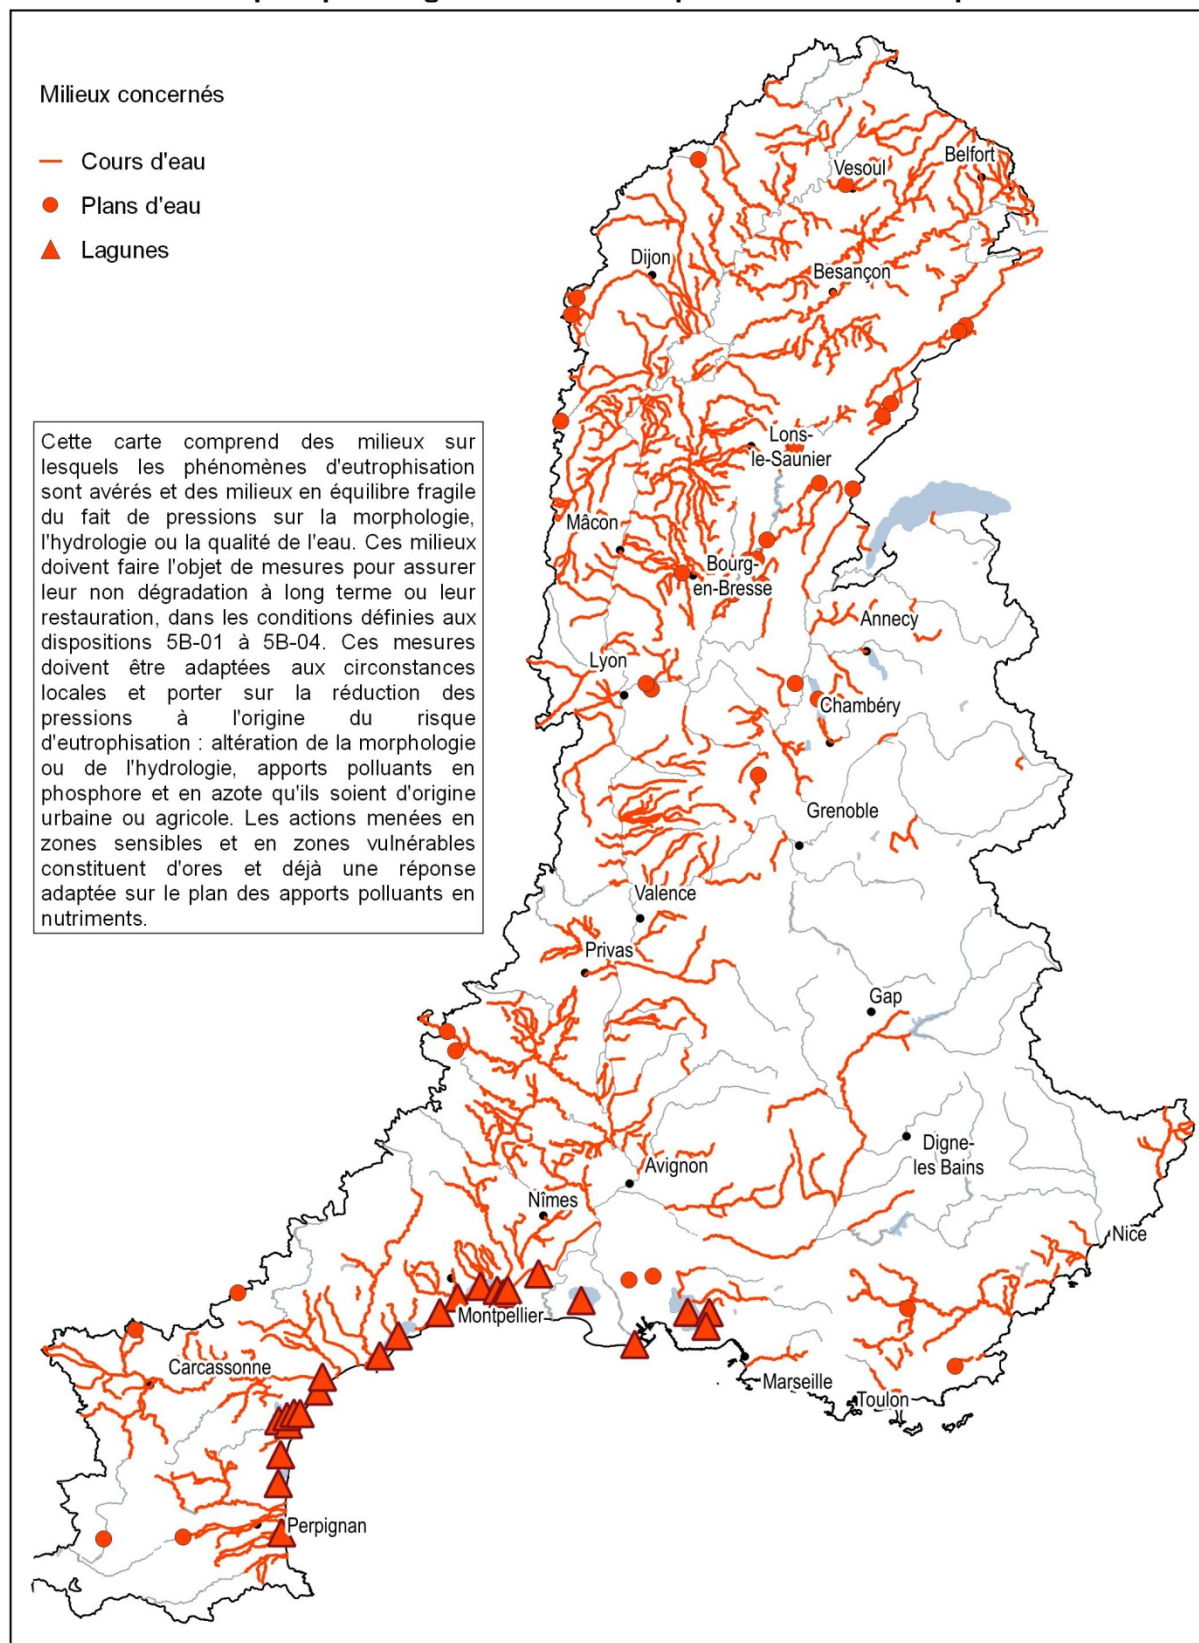 Milieux concernés
Cours d'eau
Plans d'eau
Lagunes
Cette carte comprend des milieux sur
lesquels les phénomènes d'eutrophisation
sont avérés et des milieux en équilibre fragile
du fait de pressions sur la morphologie,
l'hydrologie ou la qualité de l'eau. Ces milieux
doivent faire l'objet de mesures pour assurer
leur non dégradation à long terme ou leur
restauration, dans les conditions définies aux
dispositions 5B-01 à 5B-04. Ces mesures
doivent être adaptées aux circonstances
locales et porter sur la réduction des
pressions à l'origine du risque
d'eutrophisation : altération de la morphologie
ou de l'hydrologie, apports polluants en
phosphore et en azote qu'ils soient d'origine
urbaine ou agricole. Les actions menées en
zones sensibles et en zones vulnérables
constituent d'ores et déjà une réponse
adaptée sur le plan des apports polluants en
nutriments.
Belfort
Vesoul
Dijon
Besançon
Lons-
le-Saunier
Mâcon
Bourg-
en-Bresse
Annecy
Lyon
Chambéry
Grenoble
Valence
Privas
Gap
Digne-
les Bains
Avignon
Nîmes
Nice
Montpellier
Carcassonne
Marseille
Toulon
Perpignan